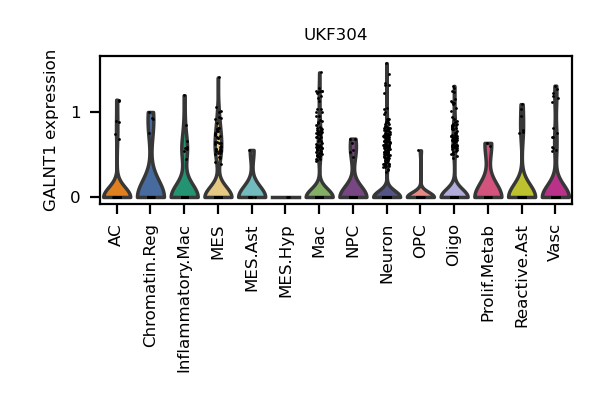 UKF304
GALNT1 expression
1
0
AC
Chromatin.Reg
Inflammatory.Mac
MES
MES.Ast
MES.Hyp
Mac
NPC
Neuron
OPC
Oligo
Prolif.Metab
Reactive.Ast
Vasc